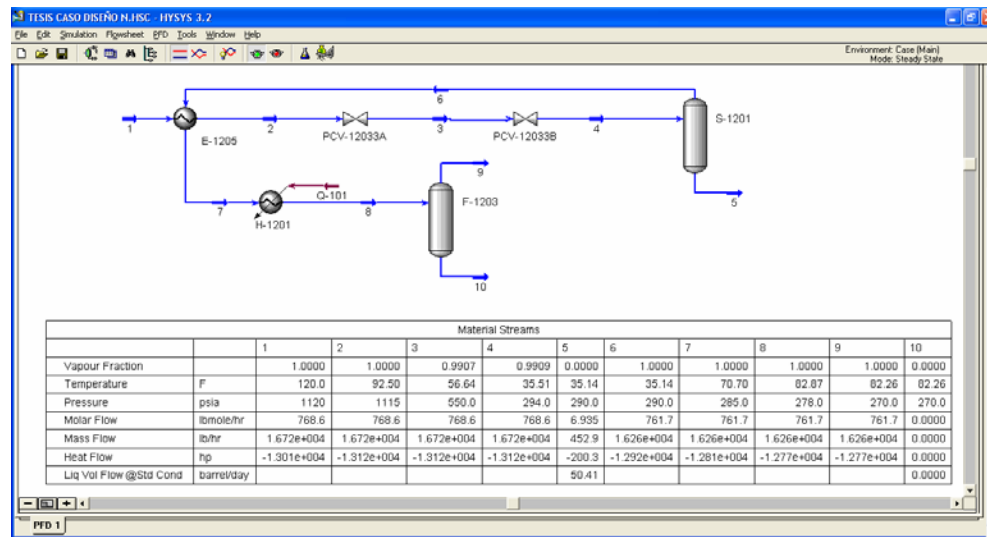 TESIS CASO DISEÑO N.HSC - HYSYS 3.2
File Edit Simulation Flowsheet PFD Tools Window Help
Environment: Case (Main)
Mode: Steady State
6
1
E-1205
2
PCV-12033A
3
PCV-12033B
4
S-1201
9
5
7
Q-101
H-1201
8
F-1203
10
Material Streams
1 2 3 4 5 6 7 8 9 10
Vapour Fraction 1.0000 1.0000 0.9907 0.9909 0.0000 1.0000 1.0000 1.0000 1.0000 0.0000
Temperature F 120.0 92.50 56.64 35.51 35.14 35.14 70.70 82.87 82.26 82.26
Pressure psia 1120 1115 550.0 294.0 290.0 290.0 285.0 278.0 270.0 270.0
Molar Flow lbmole/hr 768.6 768.6 768.6 768.6 6.935 761.7 761.7 761.7 761.7 0.0000
Mass Flow lb/hr 1.672e+004 1.672e+004 1.672e+004 1.672e+004 452.9 1.626e+004 1.626e+004 1.626e+004 1.626e+004 0.0000
Heat Flow hp -1.301e+004 -1.312e+004 -1.312e+004 -1.312e+004 -200.3 -1.292e+004 -1.281e+004 -1.277e+004 -1.277e+004 0.0000
Liq Vol Flow @Std Cond barrel/day 50.41 0.0000
PFD 1